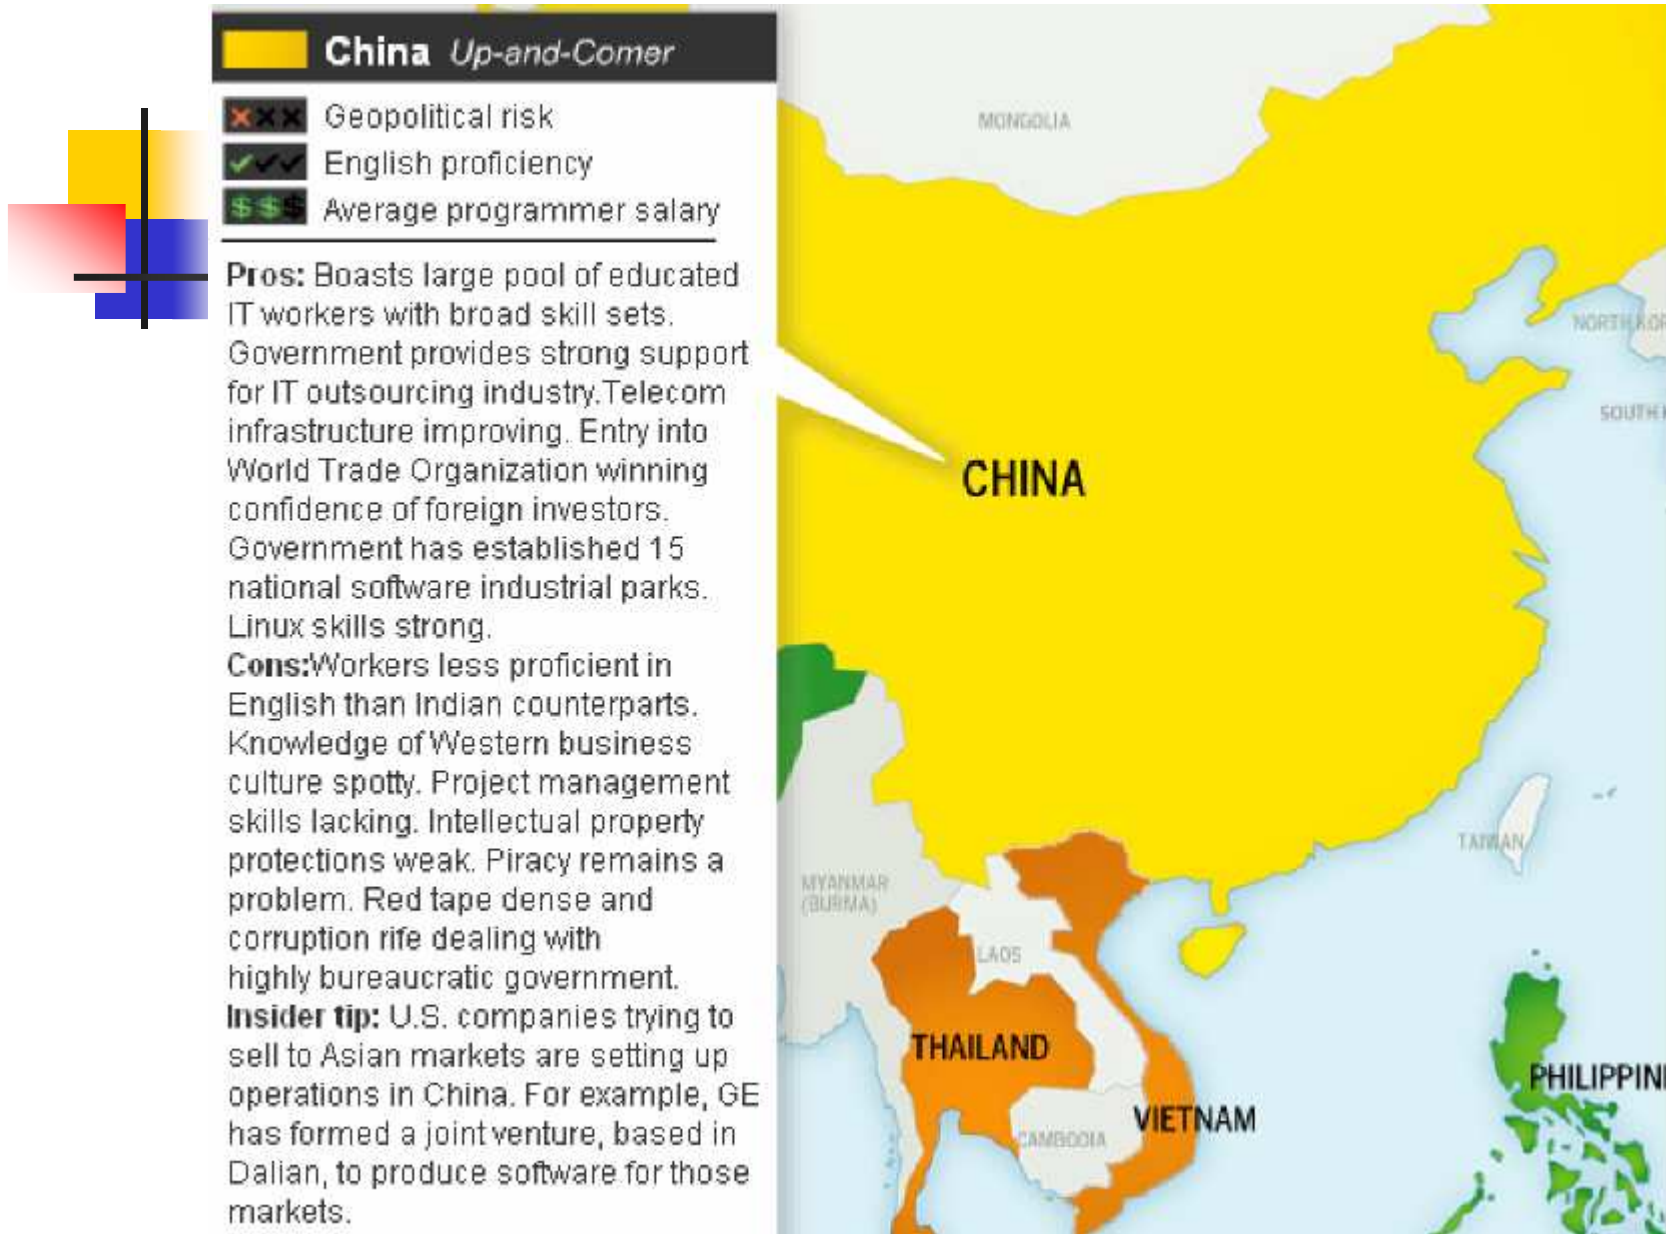 China Up-and-Comer
Geopolitical risk
English proficiency
$$$ Average programmer salary
Pros: Boasts large pool of educated
IT workers with broad skill sets.
Government provides strong support
for IT outsourcing industry.Telecom
infrastructure improving. Entry into
World Trade Organization winning
confidence of foreign investors.
Government has established 15
national software industrial parks.
Linux skills strong.
Cons:Workers less proficient in
English than Indian counterparts.
Knowledge of Western business
culture spotty. Project management
skills lacking. Intellectual property
protections weak. Piracy remains a
problem. Red tape dense and
corruption rife dealing with
highly bureaucratic government.
Insider tip: U.S. companies trying to
sell to Asian markets are setting up
operations in China. For example, GE
has formed a joint venture, based in
Dalian, to produce software for those
markets.
MONGOLIA
NORTH KOR
SOUTH
CHINA
TAIWAN
MYANMAR
(BURMA)
LAOS
THAILAND
PHILIPPIN
VIETNAM
CAMBODIA